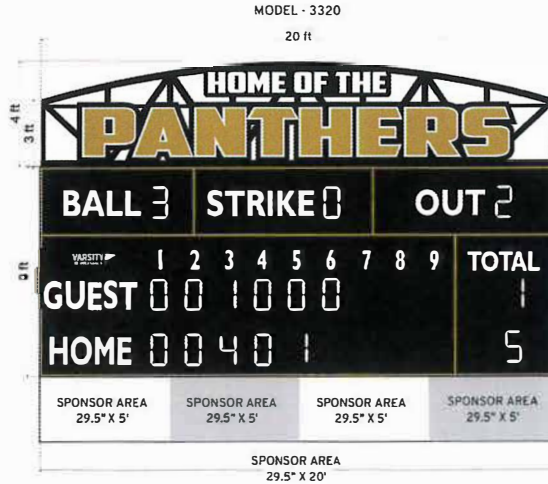 MODEL - 3320
20 ft
4 ft
3 ft
HOME OF THE
PANTHERS
BALL 3 STRIKE 0 OUT 2
9 ft
VARSITY 1 2 3 4 5 6 7 8 9 TOTAL
GUEST 0 0 1 0 0 0 1
HOME 0 0 4 0 1 5
SPONSOR AREA SPONSOR AREA SPONSOR AREA SPONSOR AREA
29.5" X 5' 29.5" X 5' 29.5" X 5' 29.5" X 5'
SPONSOR AREA
29.5" X 20'